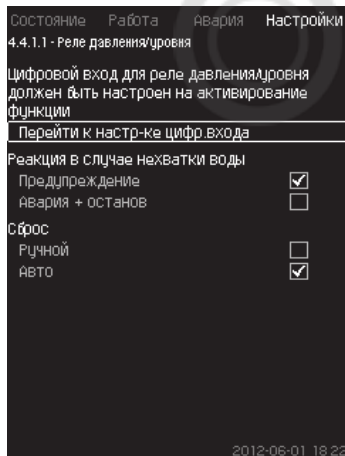 Состояние Работа Авария Настройки
4.4.1.1 - Реле давления/уровня
Цифровой вход для реле давления/уровня
должен быть настроен на активирование
функции
Перейти к настр-ке цифр.входа
Реакция в случае нехватки воды
Предупреждение
Авария + останов
Сброс
Ручной
Авто
2012-06-01 18:22